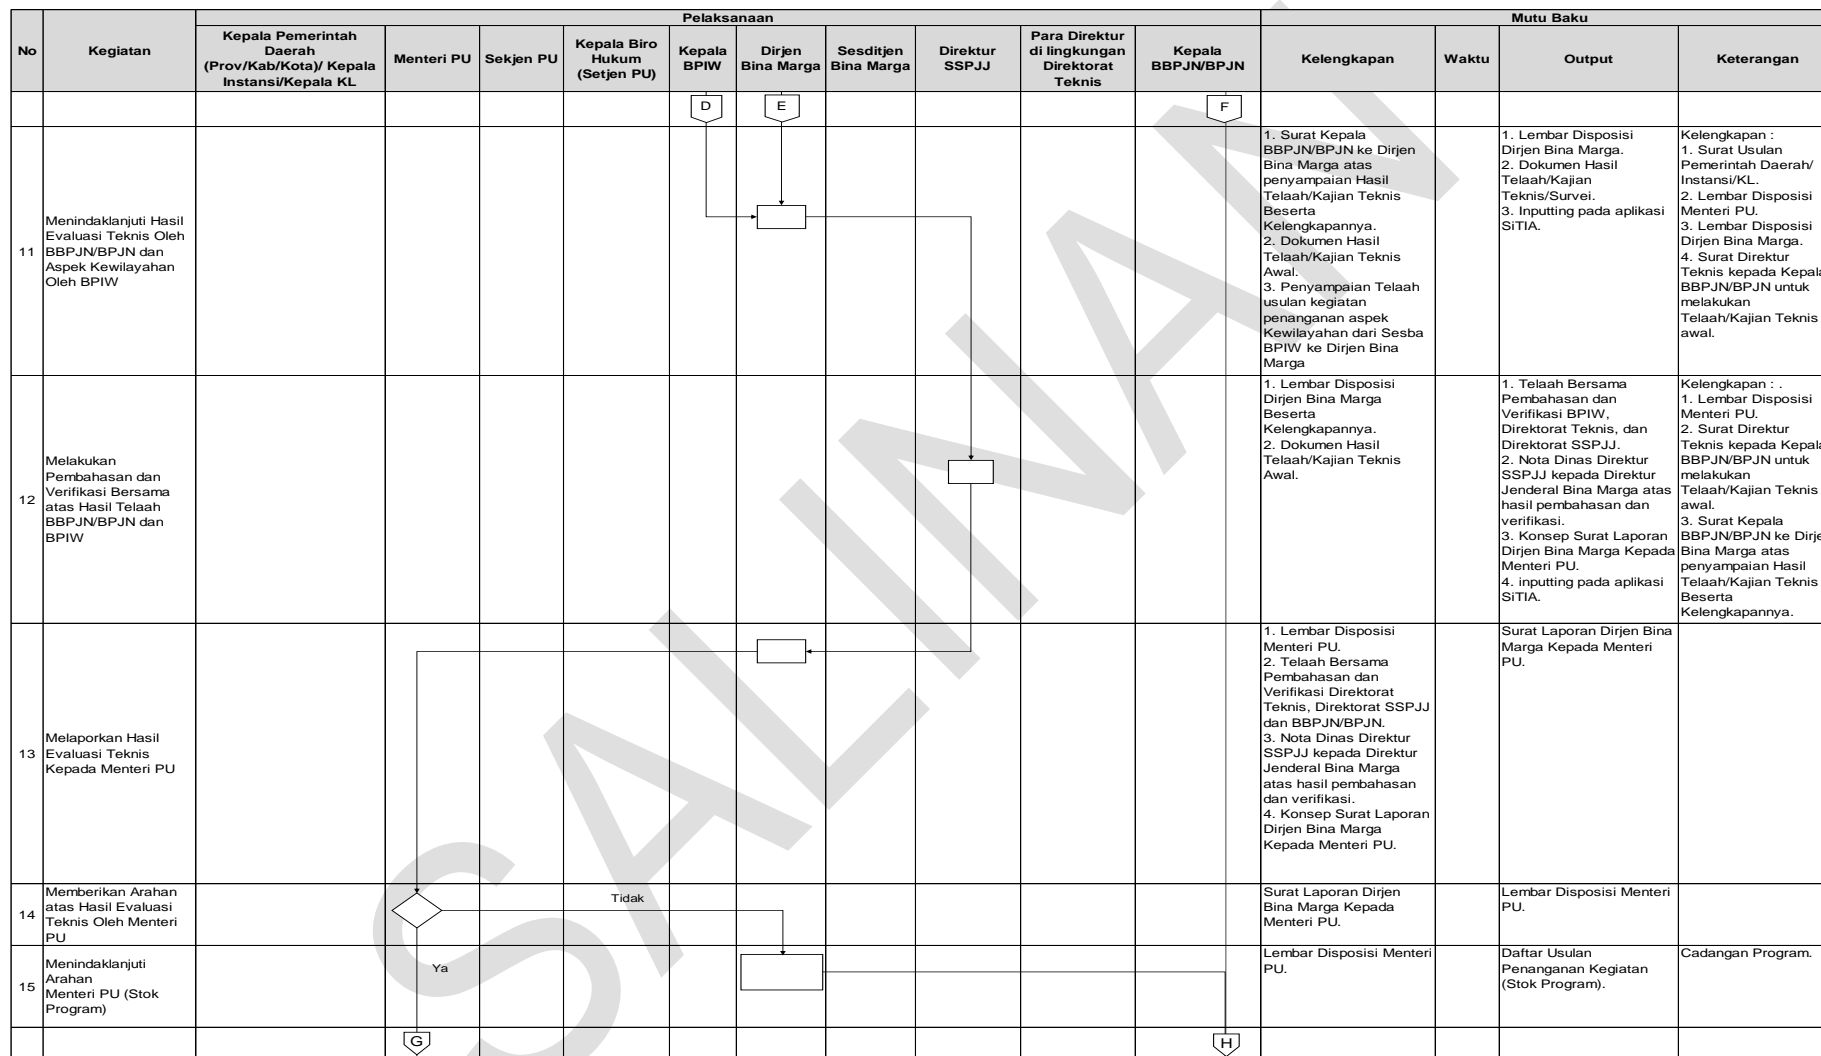 Pelaksanaan
Mutu Baku
No
Kegiatan
Kepala Pemerintah
Daerah
(Prov/Kab/Kota)/ Kepala
Instansi/Kepala KL
Menteri PU
Sekjen PU
Kepala Biro
Hukum
(Setjen PU)
Kepala
BPIW
Dirjen
Bina Marga
Sesditjen
Bina Marga
Direktur
SSPJJ
Para Direktur
di lingkungan
Direktorat
Teknis
Kepala
BBPJN/BPJN
Kelengkapan
Waktu
Output
Keterangan
D
E
F
11
Menindaklanjuti Hasil
Evaluasi Teknis Oleh
BBPJN/BPJN dan
Aspek Kewilayahan
Oleh BPIW
1. Surat Kepala
BBPJN/BPJN ke Dirjen
Bina Marga atas
penyampaian Hasil
Telaah/Kajian Teknis
Beserta
Kelengkapannya.
2. Dokumen Hasil
Telaah/Kajian Teknis
Awal.
3. Penyampaian Telaah
usulan kegiatan
penanganan aspek
Kewilayahan dari Sesba
BPIW ke Dirjen Bina
Marga
1. Lembar Disposisi
Dirjen Bina Marga.
2. Dokumen Hasil
Telaah/Kajian
Teknis/Survei.
3. Inputting pada aplikasi
SiTIA.
Kelengkapan :
1. Surat Usulan
Pemerintah Daerah/
Instansi/KL.
2. Lembar Disposisi
Menteri PU.
3. Lembar Disposisi
Dirjen Bina Marga.
4. Surat Direktur
Teknis kepada Kepala
BBPJN/BPJN untuk
melakukan
Telaah/Kajian Teknis
awal.
12
Melakukan
Pembahasan dan
Verifikasi Bersama
atas Hasil Telaah
BBPJN/BPJN dan
BPIW
1. Lembar Disposisi
Dirjen Bina Marga
Beserta
Kelengkapannya.
2. Dokumen Hasil
Telaah/Kajian Teknis
Awal.
1. Telaah Bersama
Pembahasan dan
Verifikasi BPIW,
Direktorat Teknis, dan
Direktorat SSPJJ.
2. Nota Dinas Direktur
SSPJJ kepada Direktur
Jenderal Bina Marga atas
hasil pembahasan dan
verifikasi.
3. Konsep Surat Laporan
Dirjen Bina Marga Kepada
Menteri PU.
4. inputting pada aplikasi
SiTIA.
Kelengkapan : .
1. Lembar Disposisi
Menteri PU.
2. Surat Direktur
Teknis kepada Kepala
BBPJN/BPJN untuk
melakukan
Telaah/Kajian Teknis
awal.
3. Surat Kepala
BBPJN/BPJN ke Dirje
Bina Marga atas
penyampaian Hasil
Telaah/Kajian Teknis
Beserta
Kelengkapannya.
13
Melaporkan Hasil
Evaluasi Teknis
Kepada Menteri PU
1. Lembar Disposisi
Menteri PU.
2. Telaah Bersama
Pembahasan dan
Verifikasi Direktorat
Teknis, Direktorat SSPJJ
dan BBPJN/BPJN.
3. Nota Dinas Direktur
SSPJJ kepada Direktur
Jenderal Bina Marga
atas hasil pembahasan
dan verifikasi.
4. Konsep Surat Laporan
Dirjen Bina Marga
Kepada Menteri PU.
Surat Laporan Dirjen Bina
Marga Kepada Menteri
PU.
14
Memberikan Arahan
atas Hasil Evaluasi
Teknis Oleh Menteri
PU
Tidak
Surat Laporan Dirjen
Bina Marga Kepada
Menteri PU.
Lembar Disposisi Menteri
PU.
15
Menindaklanjuti
Arahan
Menteri PU (Stok
Program)
Ya
Lembar Disposisi Menteri
PU.
Daftar Usulan
Penanganan Kegiatan
(Stok Program).
Cadangan Program.
G
H
SALINAN